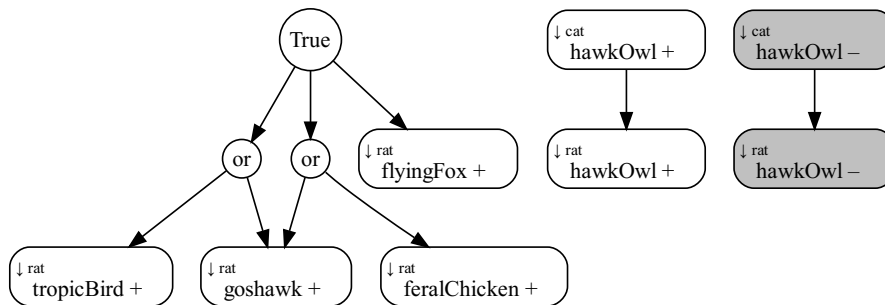 True
↓ cat
hawkOwl +
↓ cat
hawkOwl –
or
or
↓ rat
flyingFox +
↓ rat
hawkOwl +
↓ rat
hawkOwl –
↓ rat
tropicBird +
↓ rat
goshawk +
↓ rat
feralChicken +